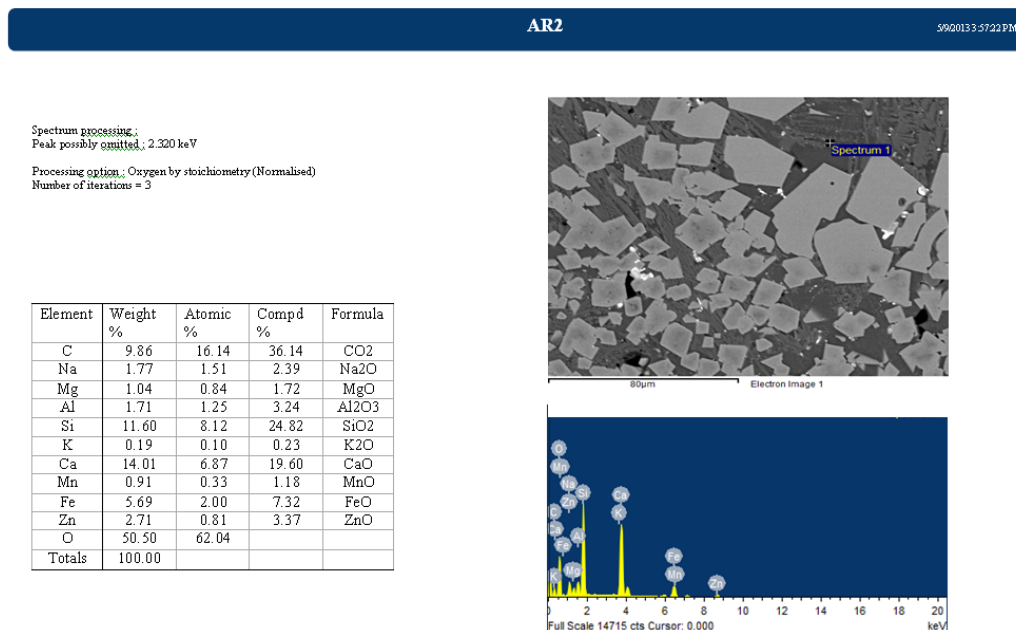 AR2
5/9/2013 3:57:22 PM
Spectrum processing :
Peak possibly omitted : 2.320 keV
Processing option : Oxygen by stoichiometry (Normalised)
Number of iterations = 3
Element Weight % Atomic % Compd % Formula
C 9.86 16.14 36.14 CO2
Na 1.77 1.51 2.39 Na2O
Mg 1.04 0.84 1.72 MgO
Al 1.71 1.25 3.24 Al2O3
Si 11.60 8.12 24.82 SiO2
K 0.19 0.10 0.23 K2O
Ca 14.01 6.87 19.60 CaO
Mn 0.91 0.33 1.18 MnO
Fe 5.69 2.00 7.32 FeO
Zn 2.71 0.81 3.37 ZnO
O 50.50 62.04
Totals 100.00
Spectrum 1
80μm
Electron Image 1
O
Mn
Na
Zn
Si
Ca
K
C
Ca
Fe
Al
K
Mg
Fe
Mn
Zn
2 4 6 8 10 12 14 16 18 20
Full Scale 14715 cts Cursor: 0.000
keV